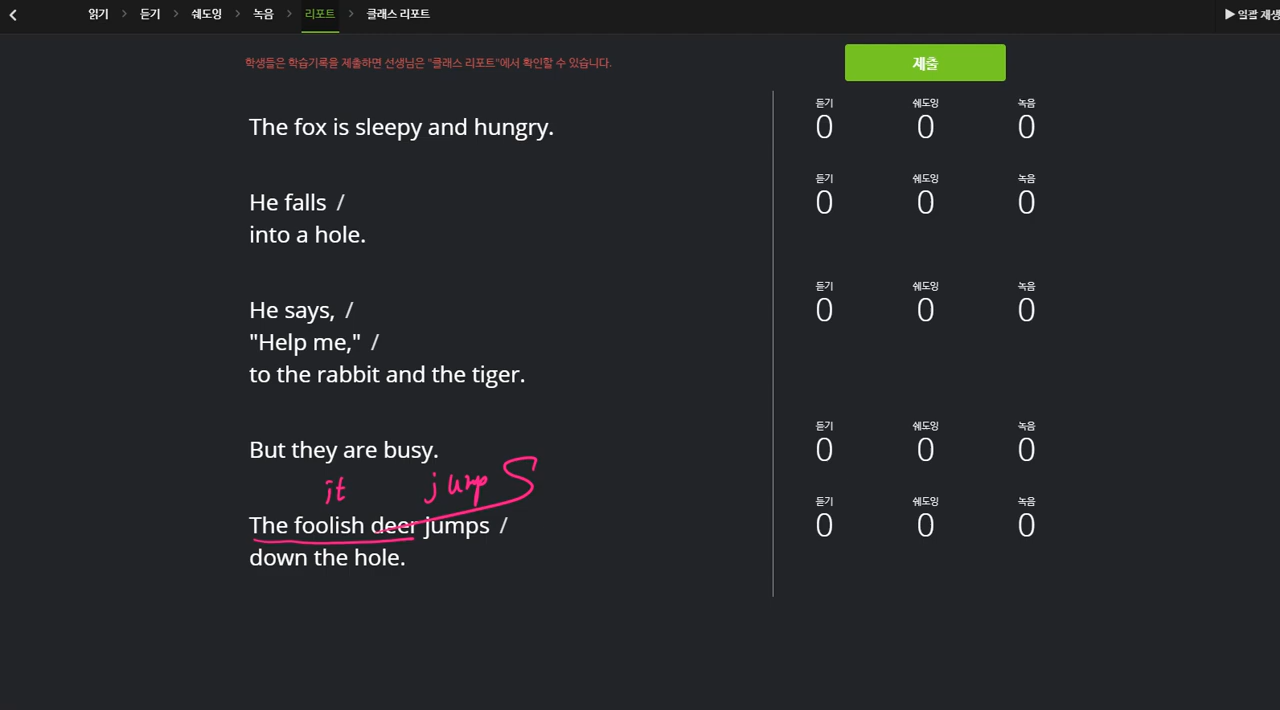 읽기 > 듣기 > 쉐도잉 > 녹음 > 리포트 > 클래스 리포트
▶ 일괄 재생
학생들은 학습기록을 제출하면 선생님은 "클래스 리포트"에서 확인할 수 있습니다.
제출
The fox is sleepy and hungry.
듣기 쉐도잉 녹음
0 0 0
He falls /
into a hole.
듣기 쉐도잉 녹음
0 0 0
He says, /
"Help me," /
to the rabbit and the tiger.
듣기 쉐도잉 녹음
0 0 0
But they are busy.
듣기 쉐도잉 녹음
0 0 0
it jumps
The foolish deer jumps /
down the hole.
듣기 쉐도잉 녹음
0 0 0